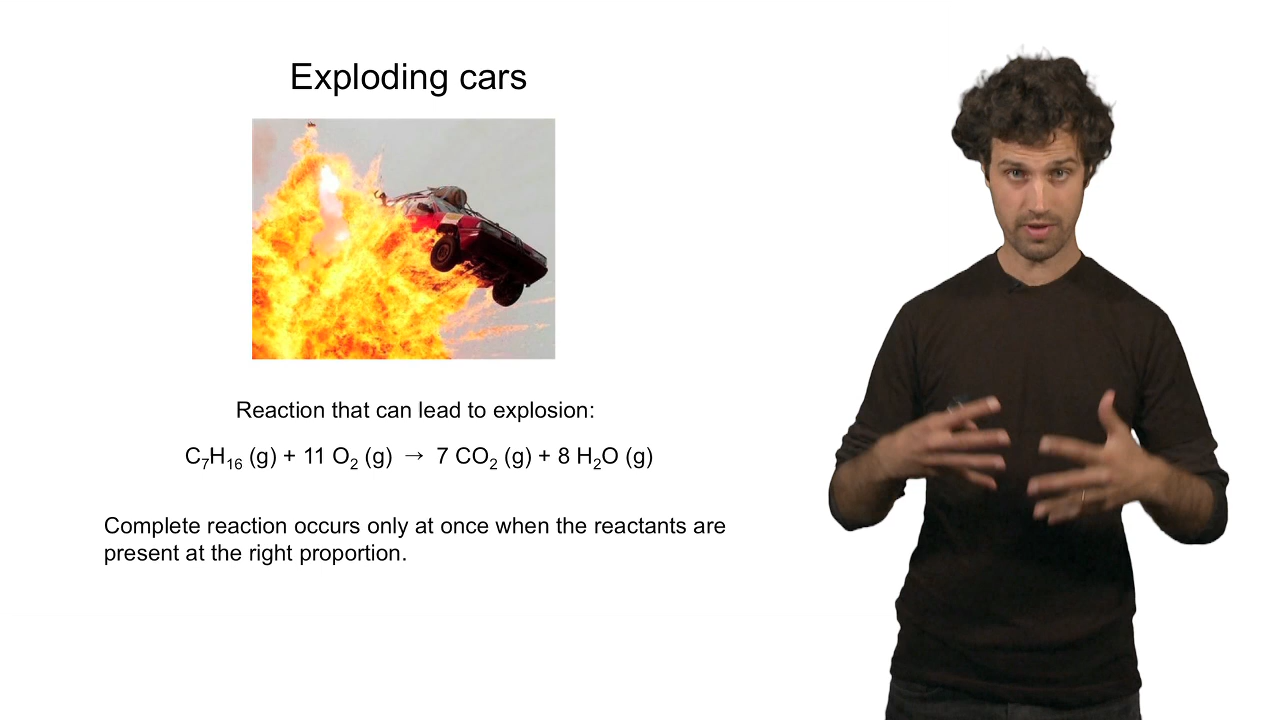 Exploding cars
Reaction that can lead to explosion:
C₇H₁₆ (g) + 11 O₂ (g) → 7 CO₂ (g) + 8 H₂O (g)
Complete reaction occurs only at once when the reactants are
present at the right proportion.